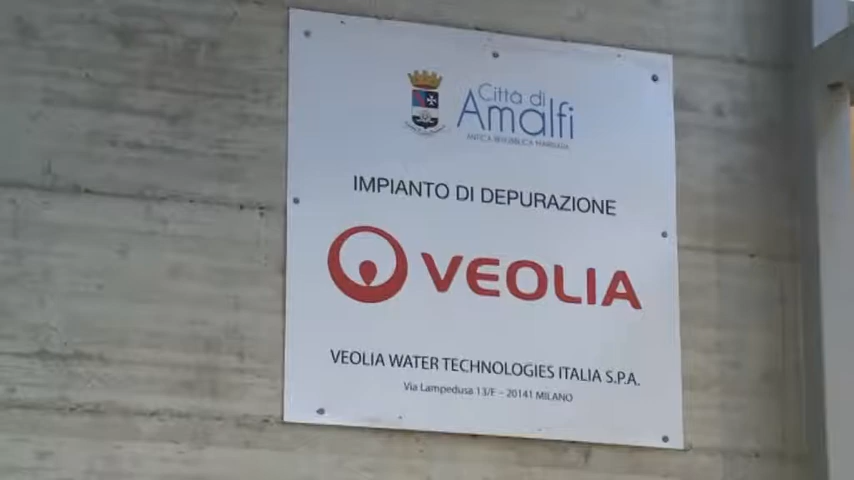 Città di
Amalfi
ANTICA REPUBBLICA MARINARA
IMPIANTO DI DEPURAZIONE
VEOLIA
VEOLIA WATER TECHNOLOGIES ITALIA S.P.A.
Via Lampedusa 13/F - 20141 MILANO